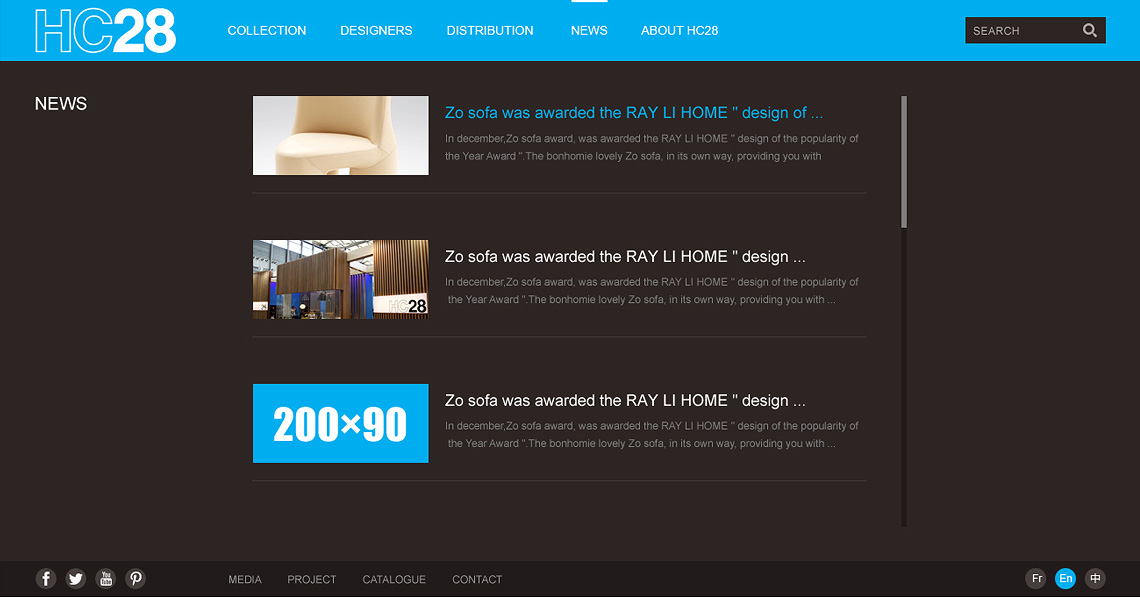 HC28
COLLECTION
DESIGNERS
DISTRIBUTION
NEWS
ABOUT HC28
SEARCH
NEWS
Zo sofa was awarded the RAY LI HOME " design of ...
In december,Zo sofa award, was awarded the RAY LI HOME " design of the popularity of
the Year Award ".The bonhomie lovely Zo sofa, in its own way, providing you with
HC28
Zo sofa was awarded the RAY LI HOME " design ...
In december,Zo sofa award, was awarded the RAY LI HOME " design of the popularity of
the Year Award ".The bonhomie lovely Zo sofa, in its own way, providing you with ...
200×90
Zo sofa was awarded the RAY LI HOME " design ...
In december,Zo sofa award, was awarded the RAY LI HOME " design of the popularity of
the Year Award ".The bonhomie lovely Zo sofa, in its own way, providing you with ...
You
Tube
MEDIA
PROJECT
CATALOGUE
CONTACT
Fr
En
中